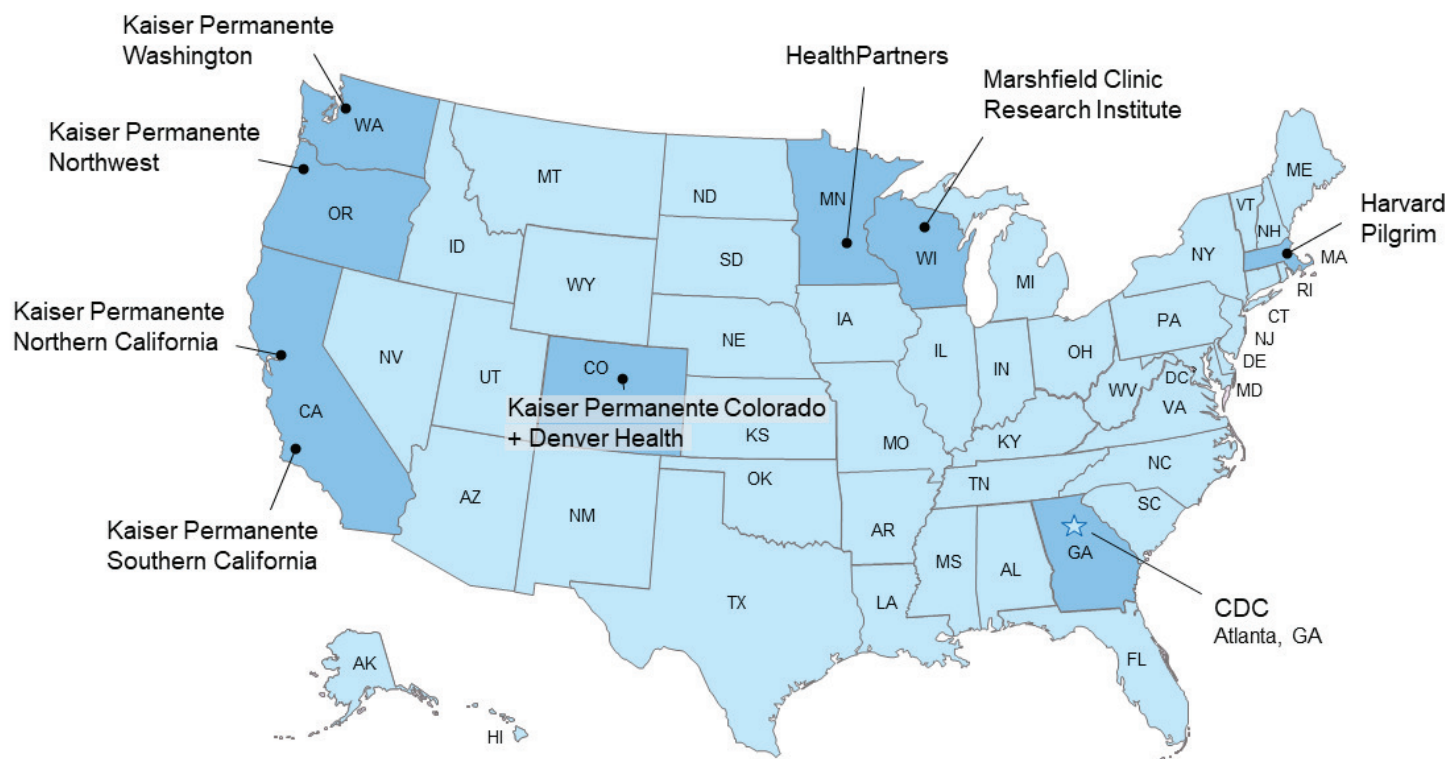 Kaiser Permanente
Washington
HealthPartners
Marshfield Clinic
Research Institute
Kaiser Permanente
Northwest
Harvard
Pilgrim
Kaiser Permanente
Northern California
Kaiser Permanente Colorado
+ Denver Health
Kaiser Permanente
Southern California
CDC
Atlanta, GA
WA
OR
CA
ID
NV
MT
WY
UT
AZ
CO
NM
ND
SD
NE
KS
OK
TX
MN
IA
MO
AR
LA
WI
IL
MI
IN
OH
KY
TN
MS
AL
GA
FL
SC
NC
VA
WV
DC
MD
DE
NJ
PA
NY
CT
RI
MA
VT
NH
ME
AK
HI